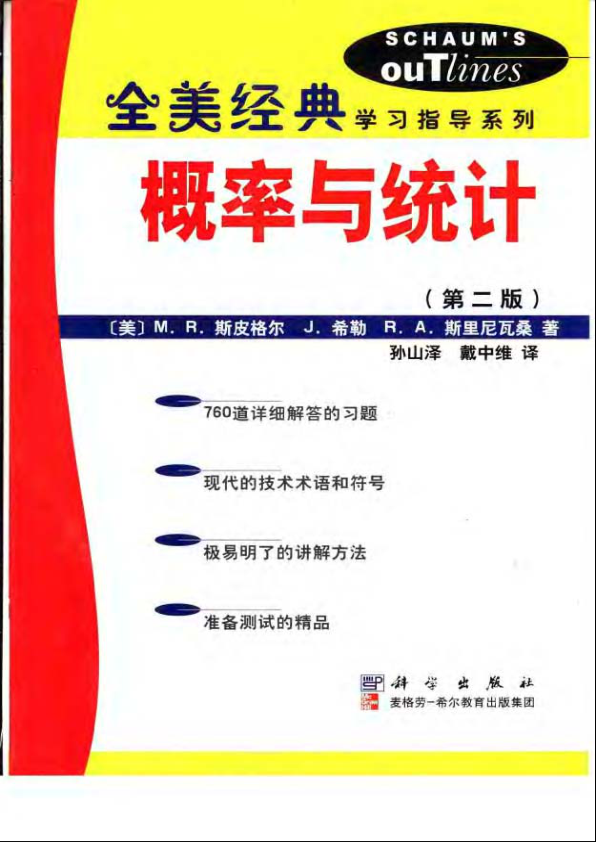 SCHAUM'S
ouTlines
全美经典学习指导系列
概率与统计
(第二版)
〔美〕M. R. 斯皮格尔 J. 希勒 R. A. 斯里尼瓦桑 著
孙山泽 戴中维 译
760道详细解答的习题
现代的技术术语和符号
极易明了的讲解方法
准备测试的精品
科学出版社
麦格劳-希尔教育出版集团